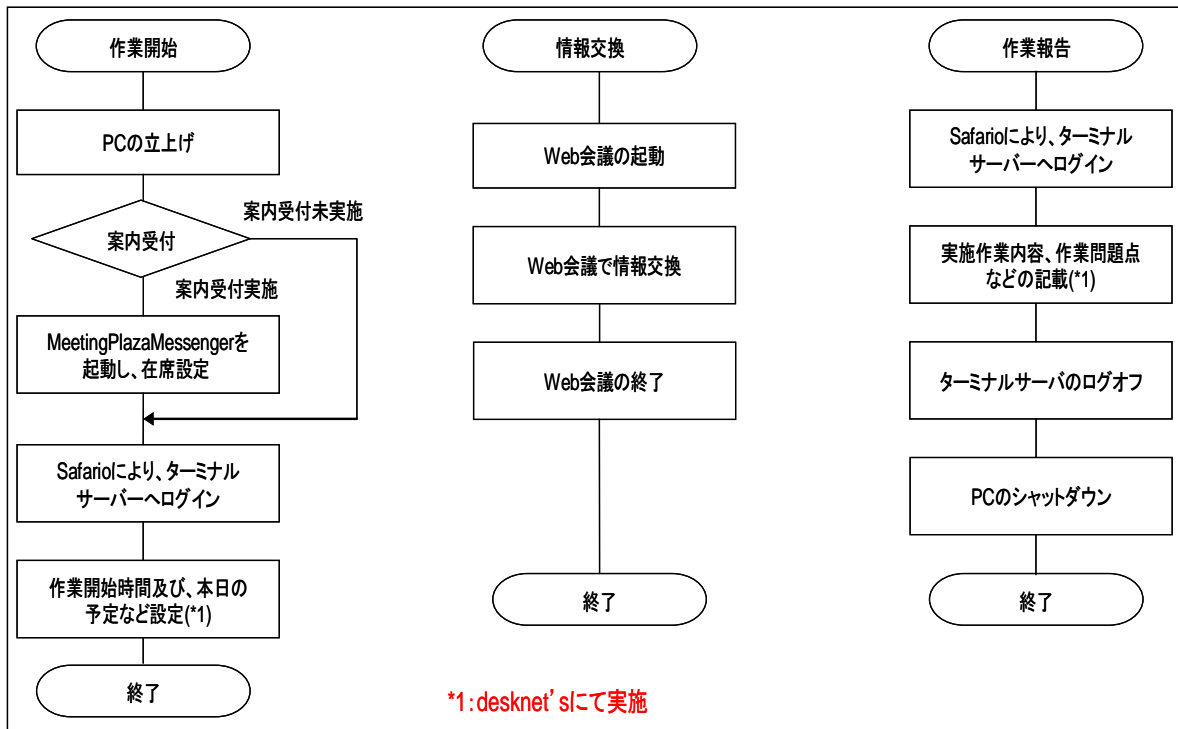 作業開始
PCの立上げ
案内受付未実施
案内受付
案内受付実施
MeetingPlazaMessengerを
起動し、在席設定
Safarioにより、ターミナル
サーバーへログイン
作業開始時間及び、本日の
予定など設定(*1)
終了
情報交換
Web会議の起動
Web会議で情報交換
Web会議の終了
終了
作業報告
Safarioにより、ターミナル
サーバーへログイン
実施作業内容、作業問題点
などの記載(*1)
ターミナルサーバのログオフ
PCのシャットダウン
終了
*1:desknet'sにて実施